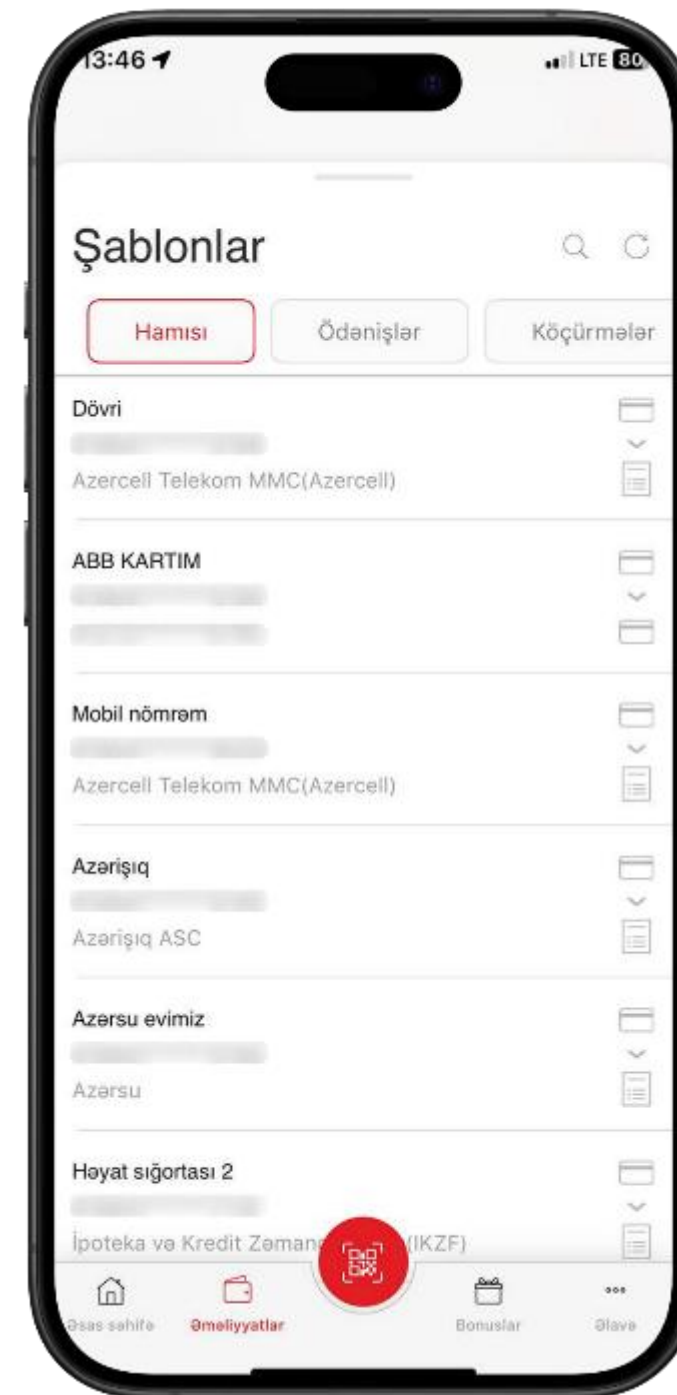 13:46 LTE 80
Şablonlar
Hamısı Ödənişlər Köçürmələr
Dövri
Azercell Telekom MMC(Azercell)
ABB KARTIM
Mobil nömrəm
Azercell Telekom MMC(Azercell)
Azərişıq
Azərişıq ASC
Azərsu evimiz
Azərsu
Həyat sığortası 2
İpoteka və Kredit (IKZF)
Əsas səhifə Əməliyyatlar Bonuslar Əlavə